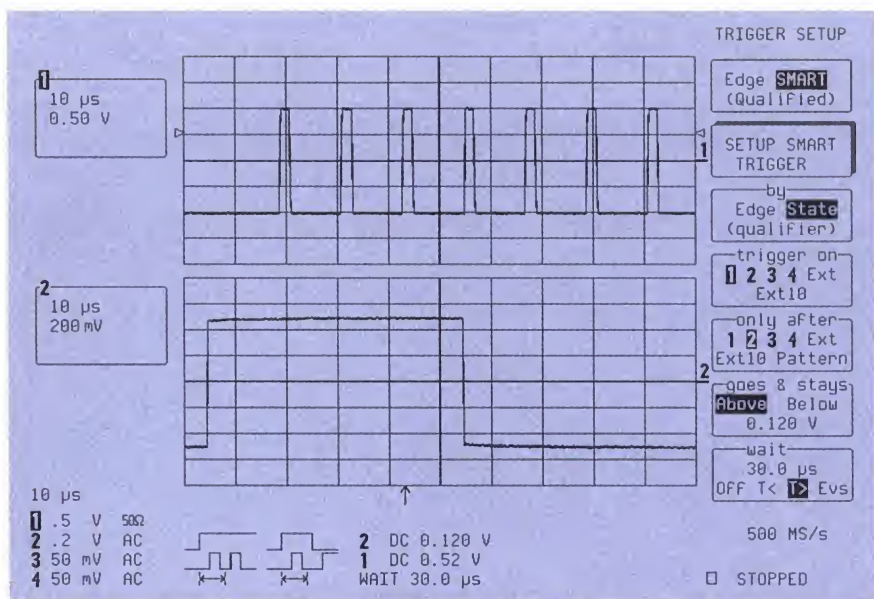 TRIGGER SETUP
Edge SMART
(Qualified)
SETUP SMART
TRIGGER
by
Edge State
(qualifier)
trigger on
1 2 3 4 Ext
Ext10
only after
1 2 3 4 Ext
Ext10 Pattern
goes & stays
Above Below
0.120 V
wait
30.0 µs
OFF T< T> Evs
1
10 µs
0.50 V
1
2
10 µs
200 mV
2
10 µs
1 .5 V 50Ω
2 .2 V AC
3 50 mV AC
4 50 mV AC
2 DC 0.120 V
1 DC 0.52 V
WAIT 30.0 µs
500 MS/s
STOPPED